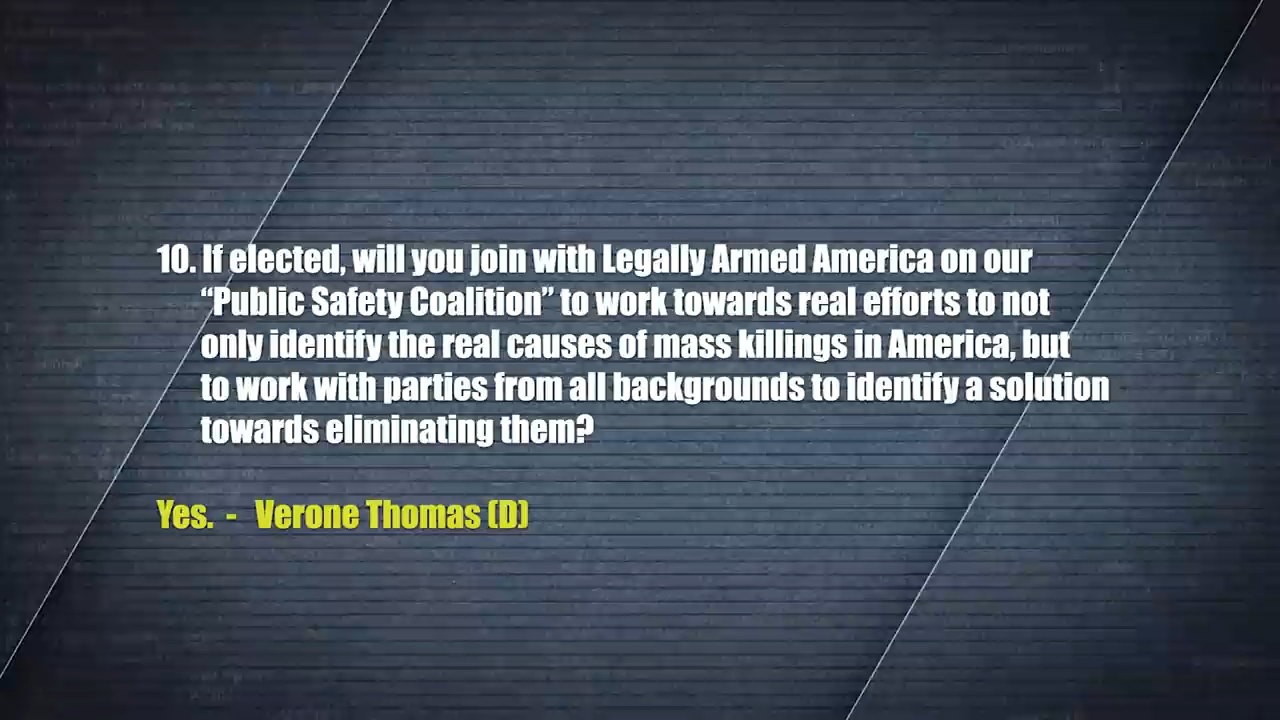 10. If elected, will you join with Legally Armed America on our
“Public Safety Coalition” to work towards real efforts to not
only identify the real causes of mass killings in America, but
to work with parties from all backgrounds to identify a solution
towards eliminating them?
Yes. - Verone Thomas (D)